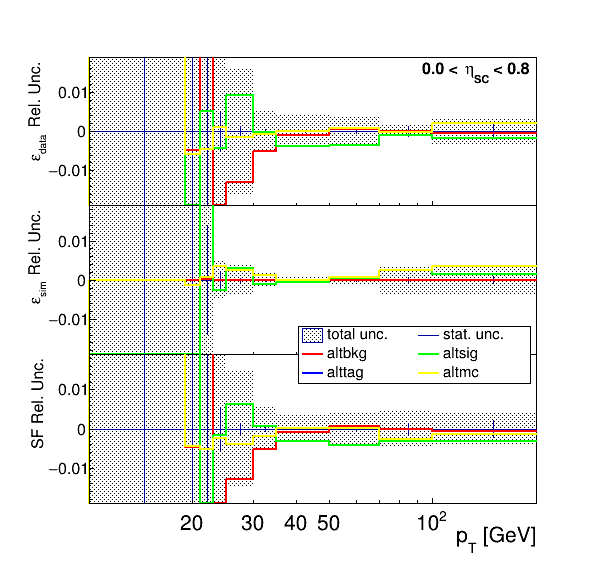 0.0 < η_SC < 0.8
ε_data Rel. Unc.
0.01
0
−0.01
ε_sim Rel. Unc.
0.01
0
−0.01
total unc. stat. unc.
altbkg altsig
alttag altmc
SF Rel. Unc.
0.01
0
−0.01
20 30 40 50 10²
p_T [GeV]